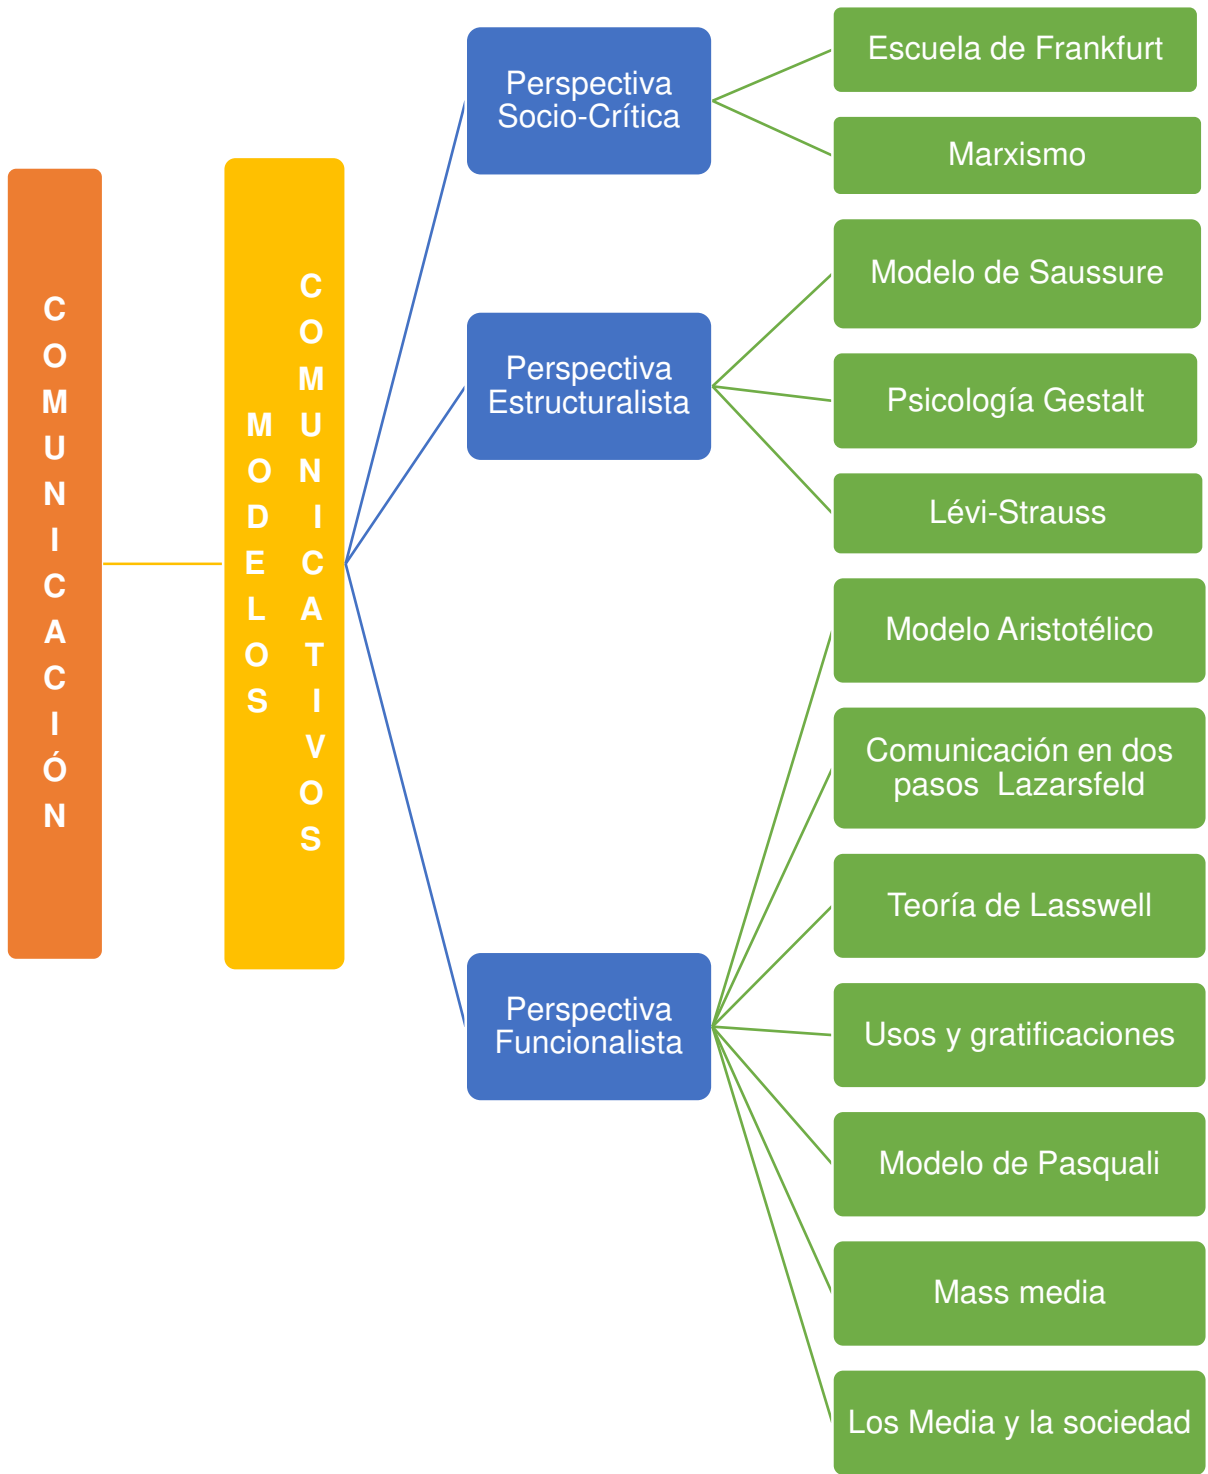 COMUNICACIÓN
MODELOS
COMUNICATIVOS
Perspectiva
Socio-Crítica
Escuela de Frankfurt
Marxismo
Perspectiva
Estructuralista
Modelo de Saussure
Psicología Gestalt
Lévi-Strauss
Perspectiva
Funcionalista
Modelo Aristotélico
Comunicación en dos
pasos Lazarsfeld
Teoría de Lasswell
Usos y gratificaciones
Modelo de Pasquali
Mass media
Los Media y la sociedad